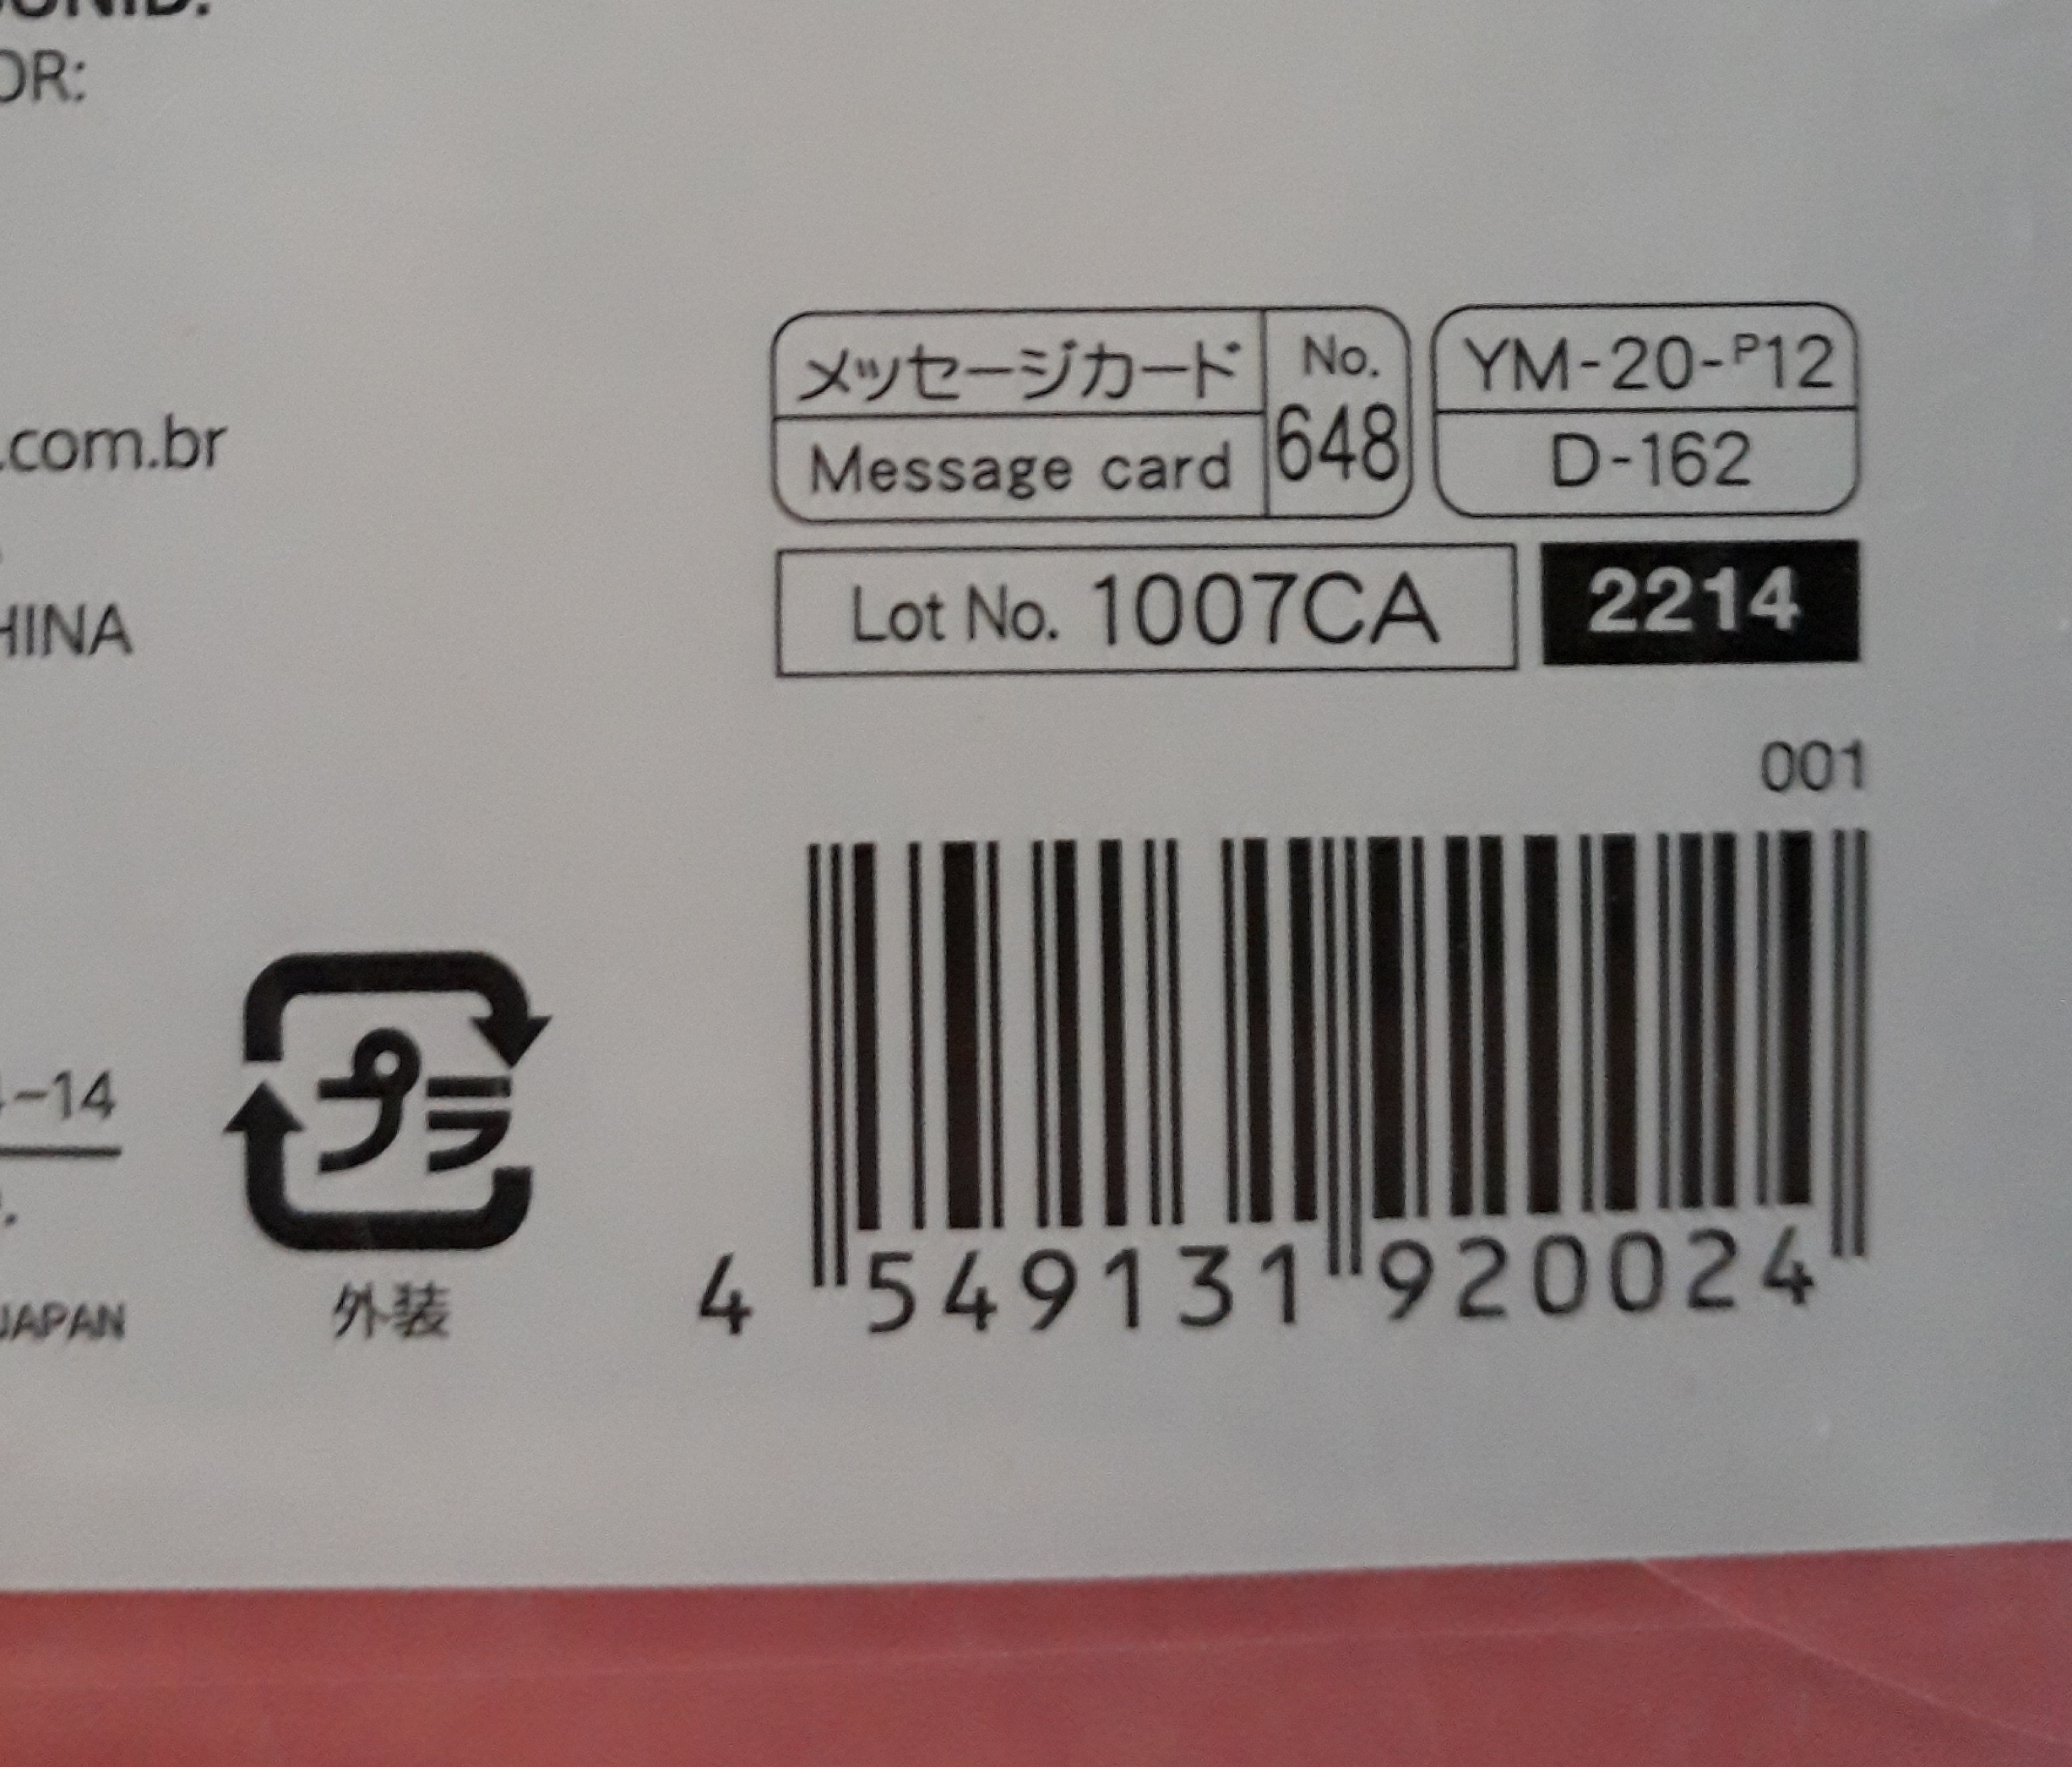 OR:
.com.br
HINA
-14
JAPAN
プラ
外装
メッセージカード
Message card
No.
648
YM-20-P12
D-162
Lot No. 1007CA
2214
001
4 549131 920024